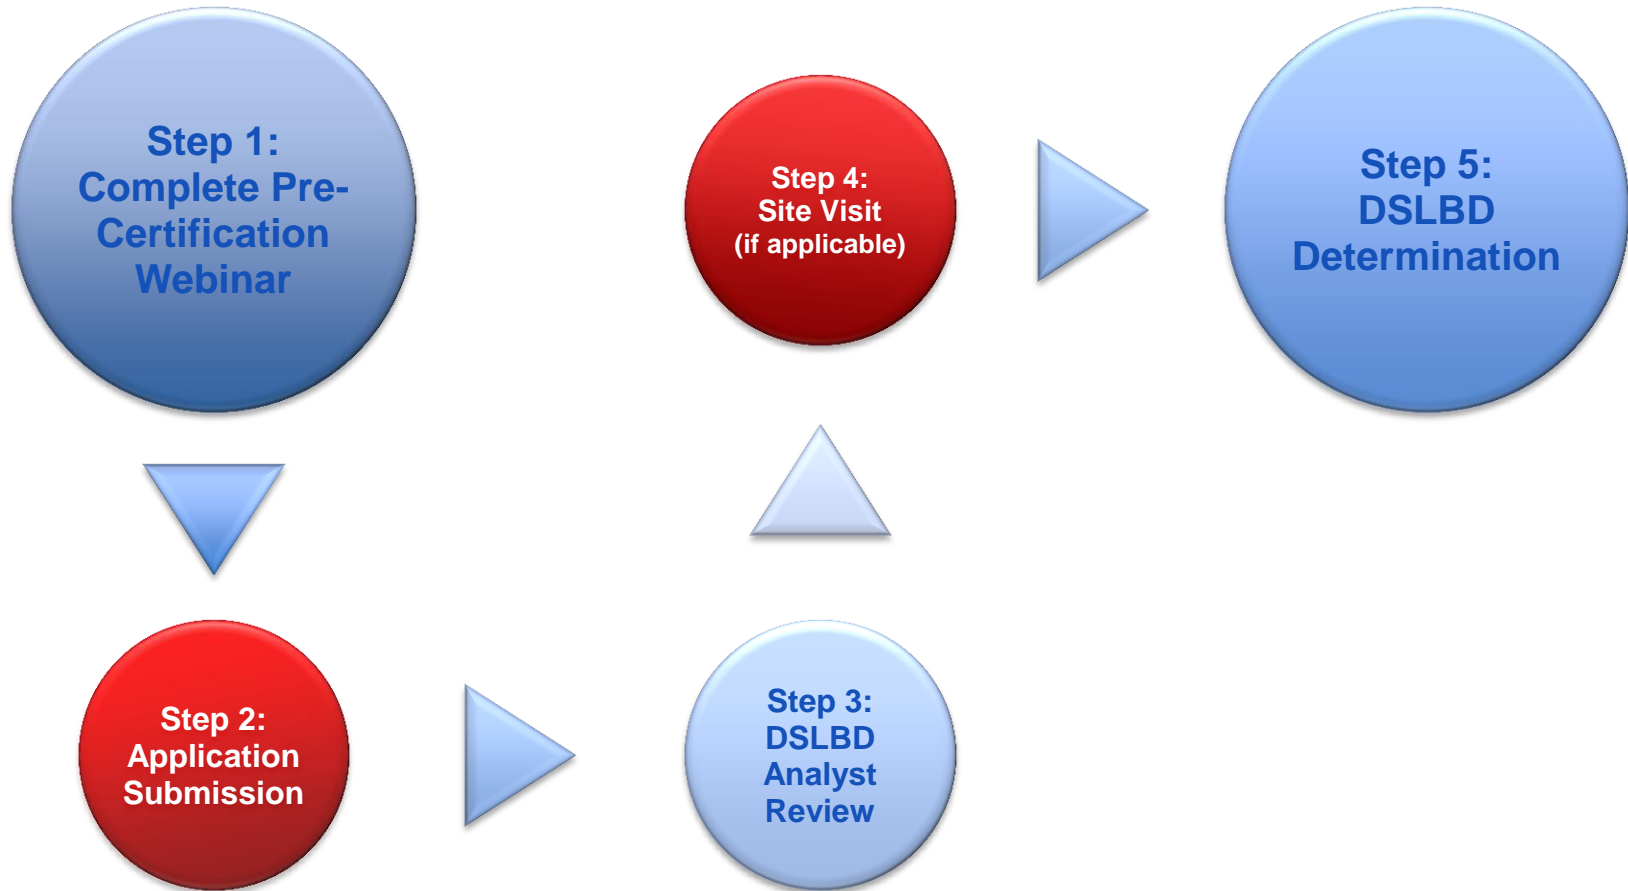 Step 1:
Complete Pre-
Certification
Webinar
Step 2:
Application
Submission
Step 3:
DSLBD
Analyst
Review
Step 4:
Site Visit
(if applicable)
Step 5:
DSLBD
Determination